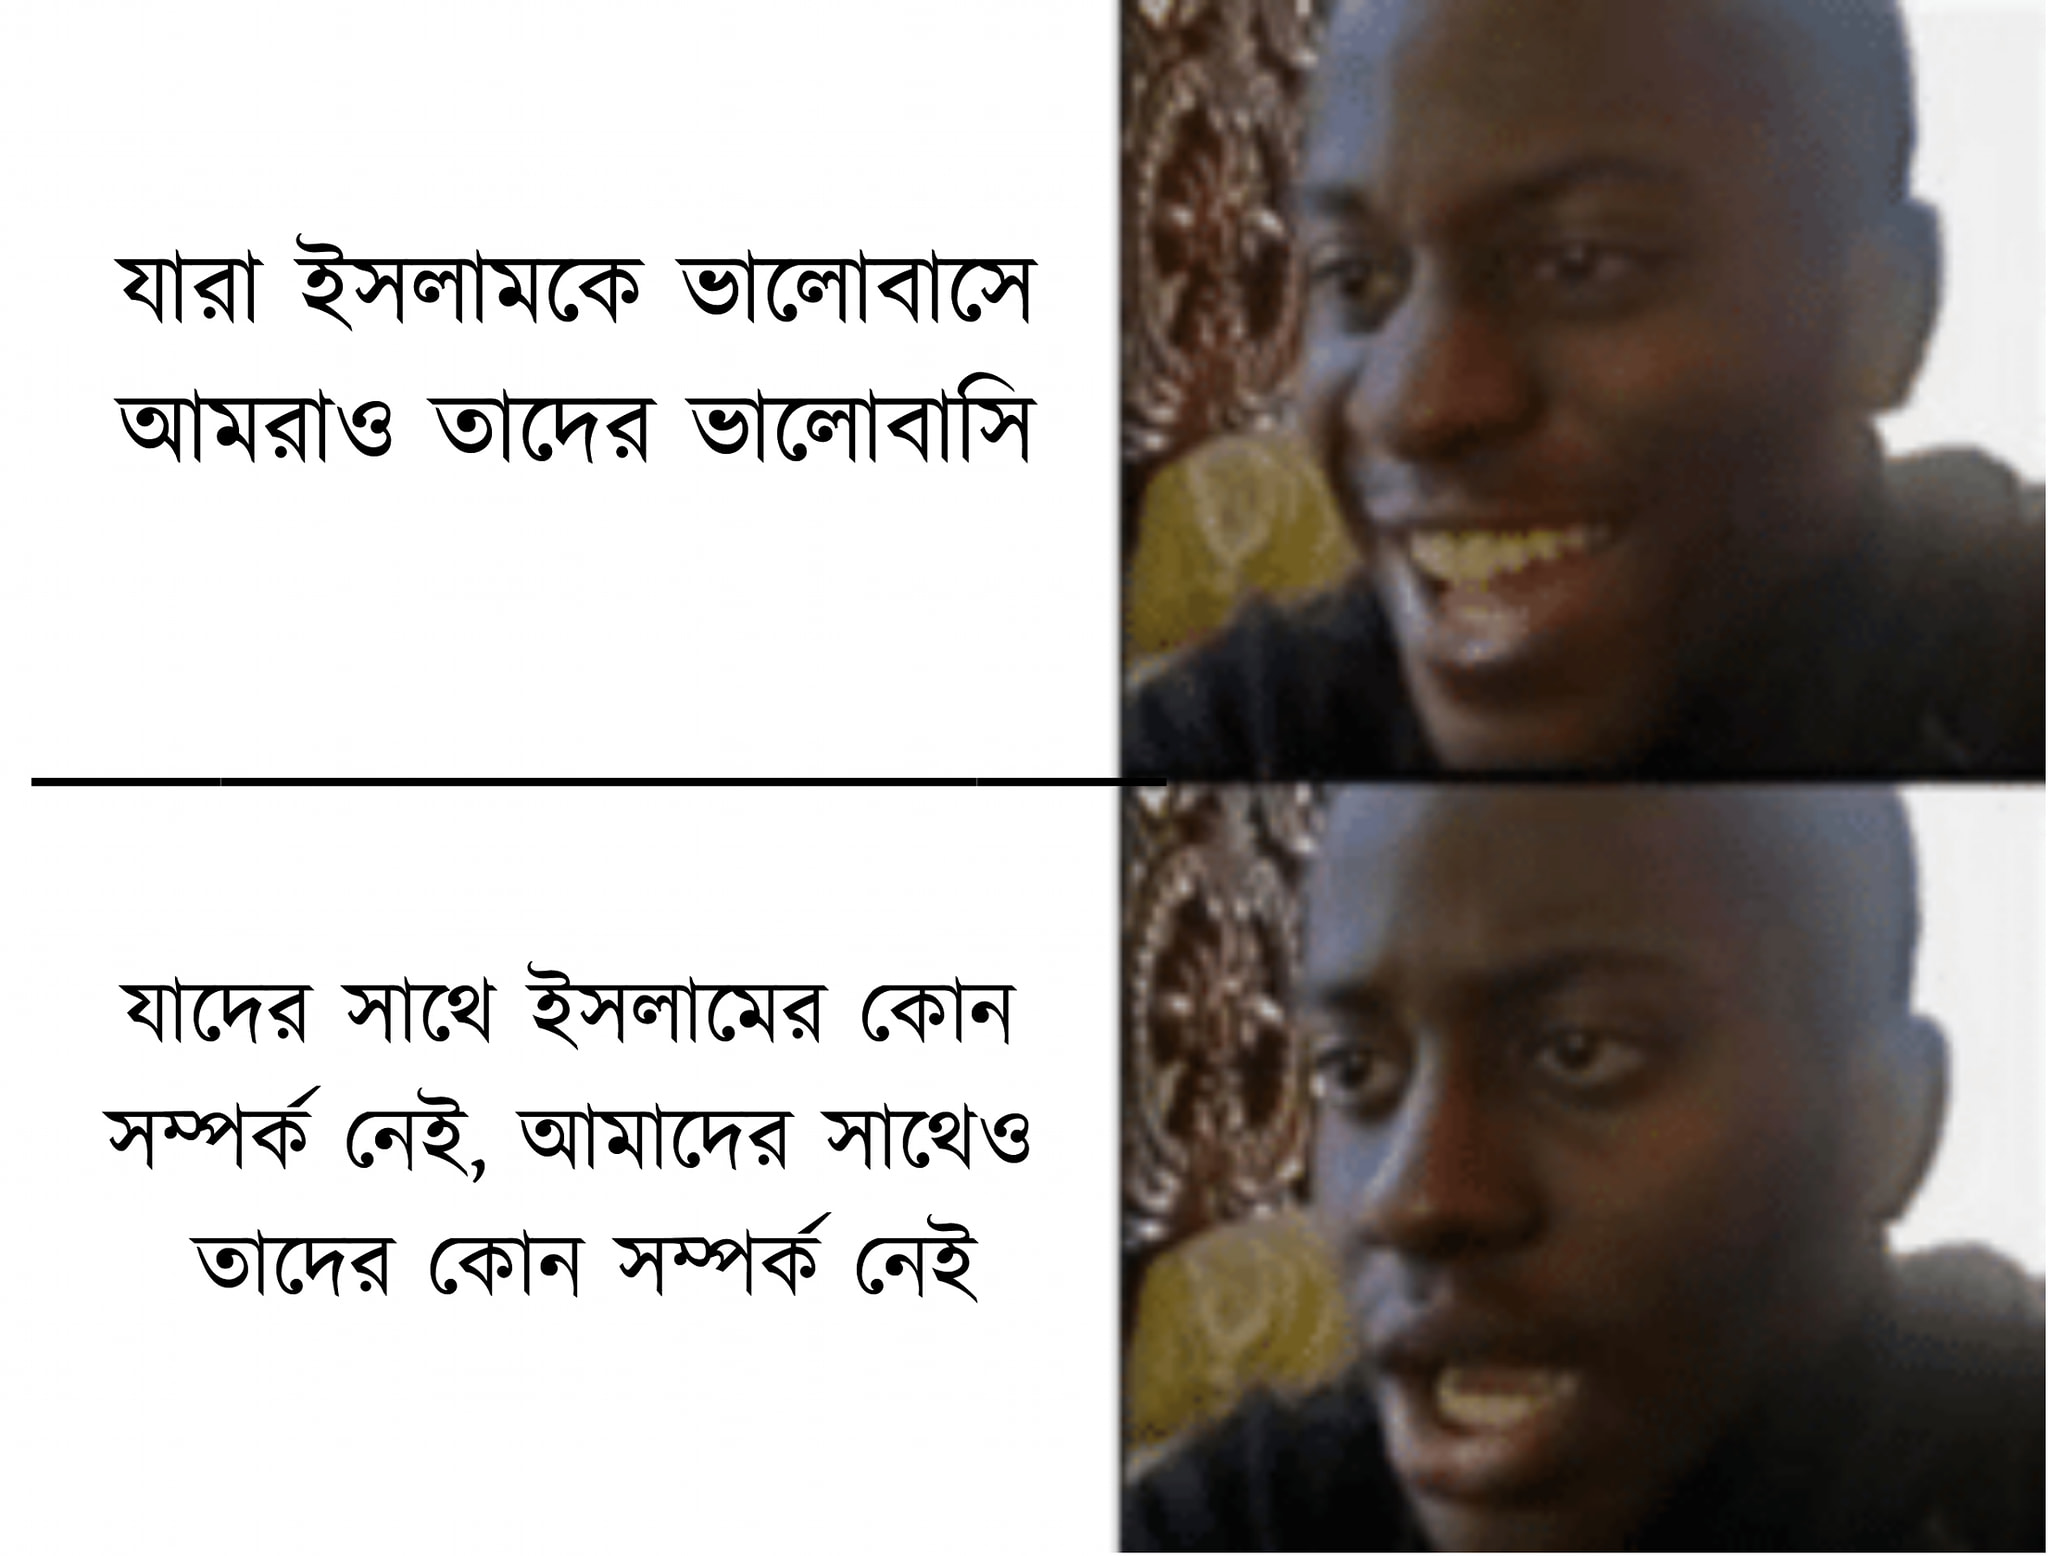 যারা ইসলামকে ভালোবাসে
আমরাও তাদের ভালোবাসি
যাদের সাথে ইসলামের কোন
সম্পর্ক নেই, আমাদের সাথেও
তাদের কোন সম্পর্ক নেই